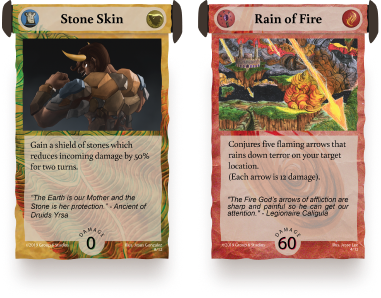 Stone Skin
Gain a shield of stones which
reduces incoming damage by 50%
for two turns.
"The Earth is our Mother and the
Stone is her protection." - Ancient of
Druids Yrsa
DAMAGE
0
Rain of Fire
Conjures five flaming arrows that
rains down terror on your target
location.
(Each arrow is 12 damage).
"The Fire God's arrows of affliction are
sharp and painful so he can get our
attention." - Legionaire Caligula
DAMAGE
60